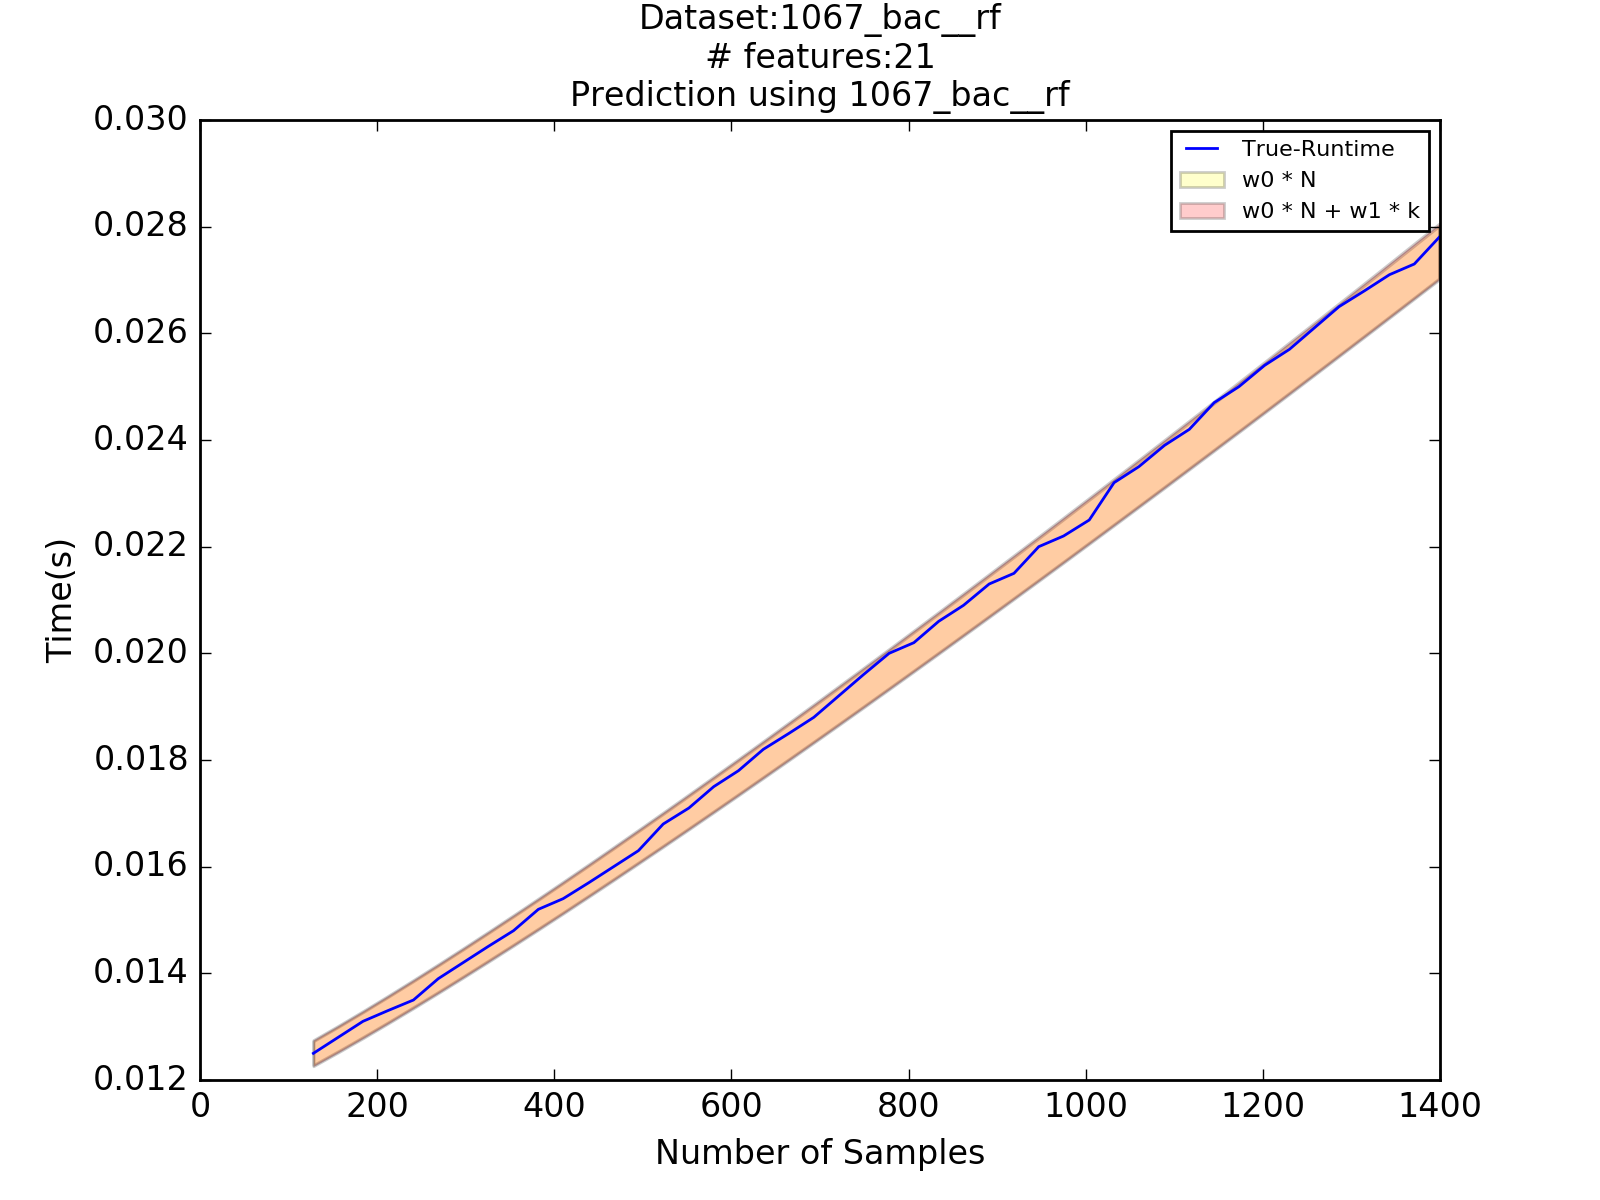 Dataset:1067_bac__rf
# features:21
Prediction using 1067_bac__rf
0.030
0.028
0.026
0.024
0.022
0.020
0.018
0.016
0.014
0.012
Time(s)
True-Runtime
w0 * N
w0 * N + w1 * k
0 200 400 600 800 1000 1200 1400
Number of Samples